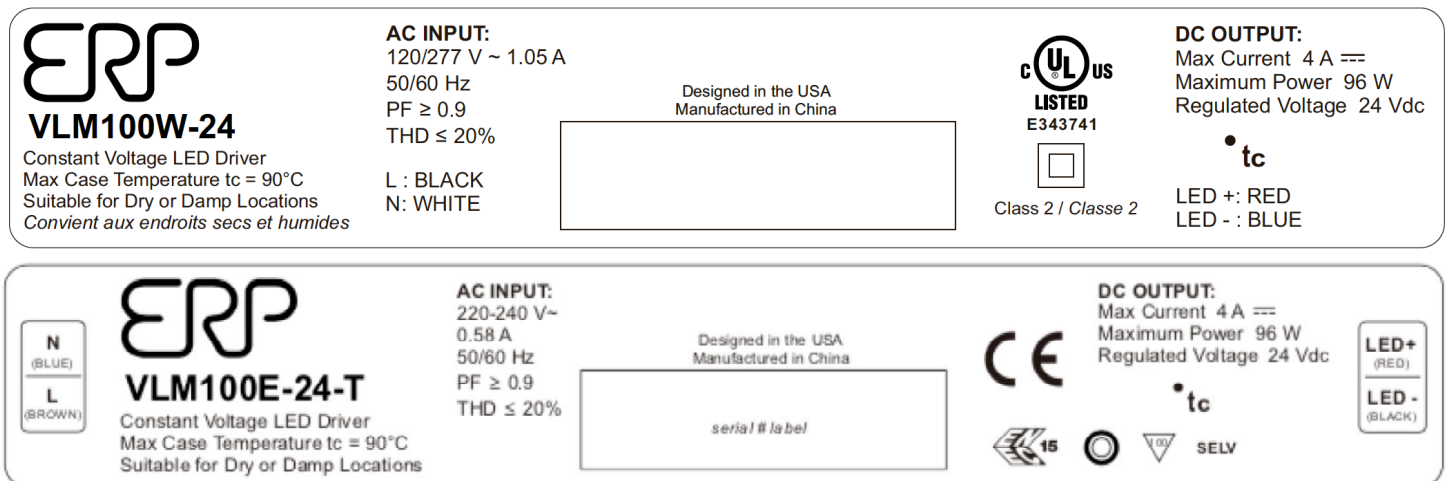 ERP
VLM100W-24
Constant Voltage LED Driver
Max Case Temperature tc = 90°C
Suitable for Dry or Damp Locations
Convient aux endroits secs et humides
AC INPUT:
120/277 V ~ 1.05 A
50/60 Hz
PF ≥ 0.9
THD ≤ 20%
L : BLACK
N: WHITE
Designed in the USA
Manufactured in China
C UL US
®
LISTED
E343741
Class 2 / Classe 2
DC OUTPUT:
Max Current 4 A ⎓
Maximum Power 96 W
Regulated Voltage 24 Vdc
tc
LED +: RED
LED - : BLUE
N
(BLUE)
L
(BROWN)
ERP
VLM100E-24-T
Constant Voltage LED Driver
Max Case Temperature tc = 90°C
Suitable for Dry or Damp Locations
AC INPUT:
220-240 V~
0.58 A
50/60 Hz
PF ≥ 0.9
THD ≤ 20%
Designed in the USA
Manufactured in China
serial # label
CE
DC OUTPUT:
Max Current 4 A ⎓
Maximum Power 96 W
Regulated Voltage 24 Vdc
tc
15
SELV
LED+
(RED)
LED -
(BLACK)